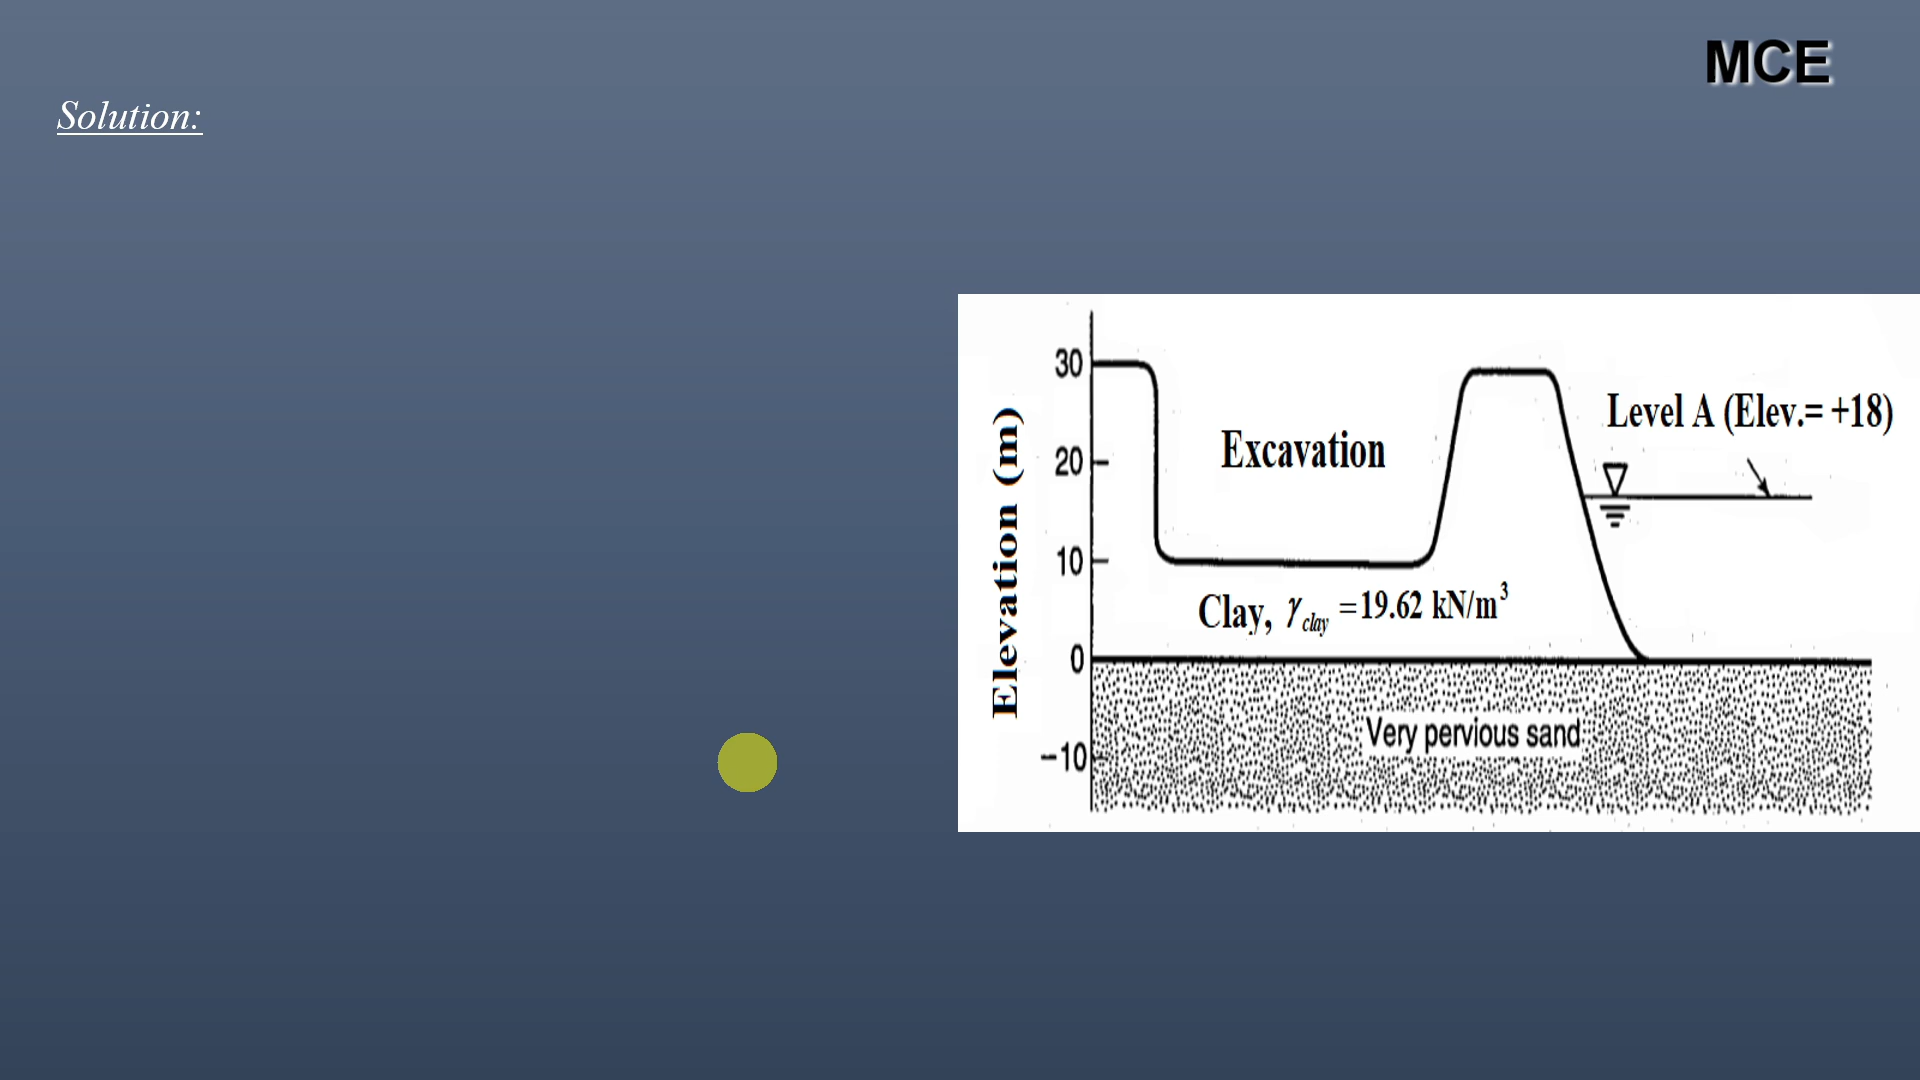 MCE
Solution:
30
20
10
0
−10
Elevation (m)
Excavation
Level A (Elev.= +18)
Clay, γclay =19.62 kN/m³
Very pervious sand